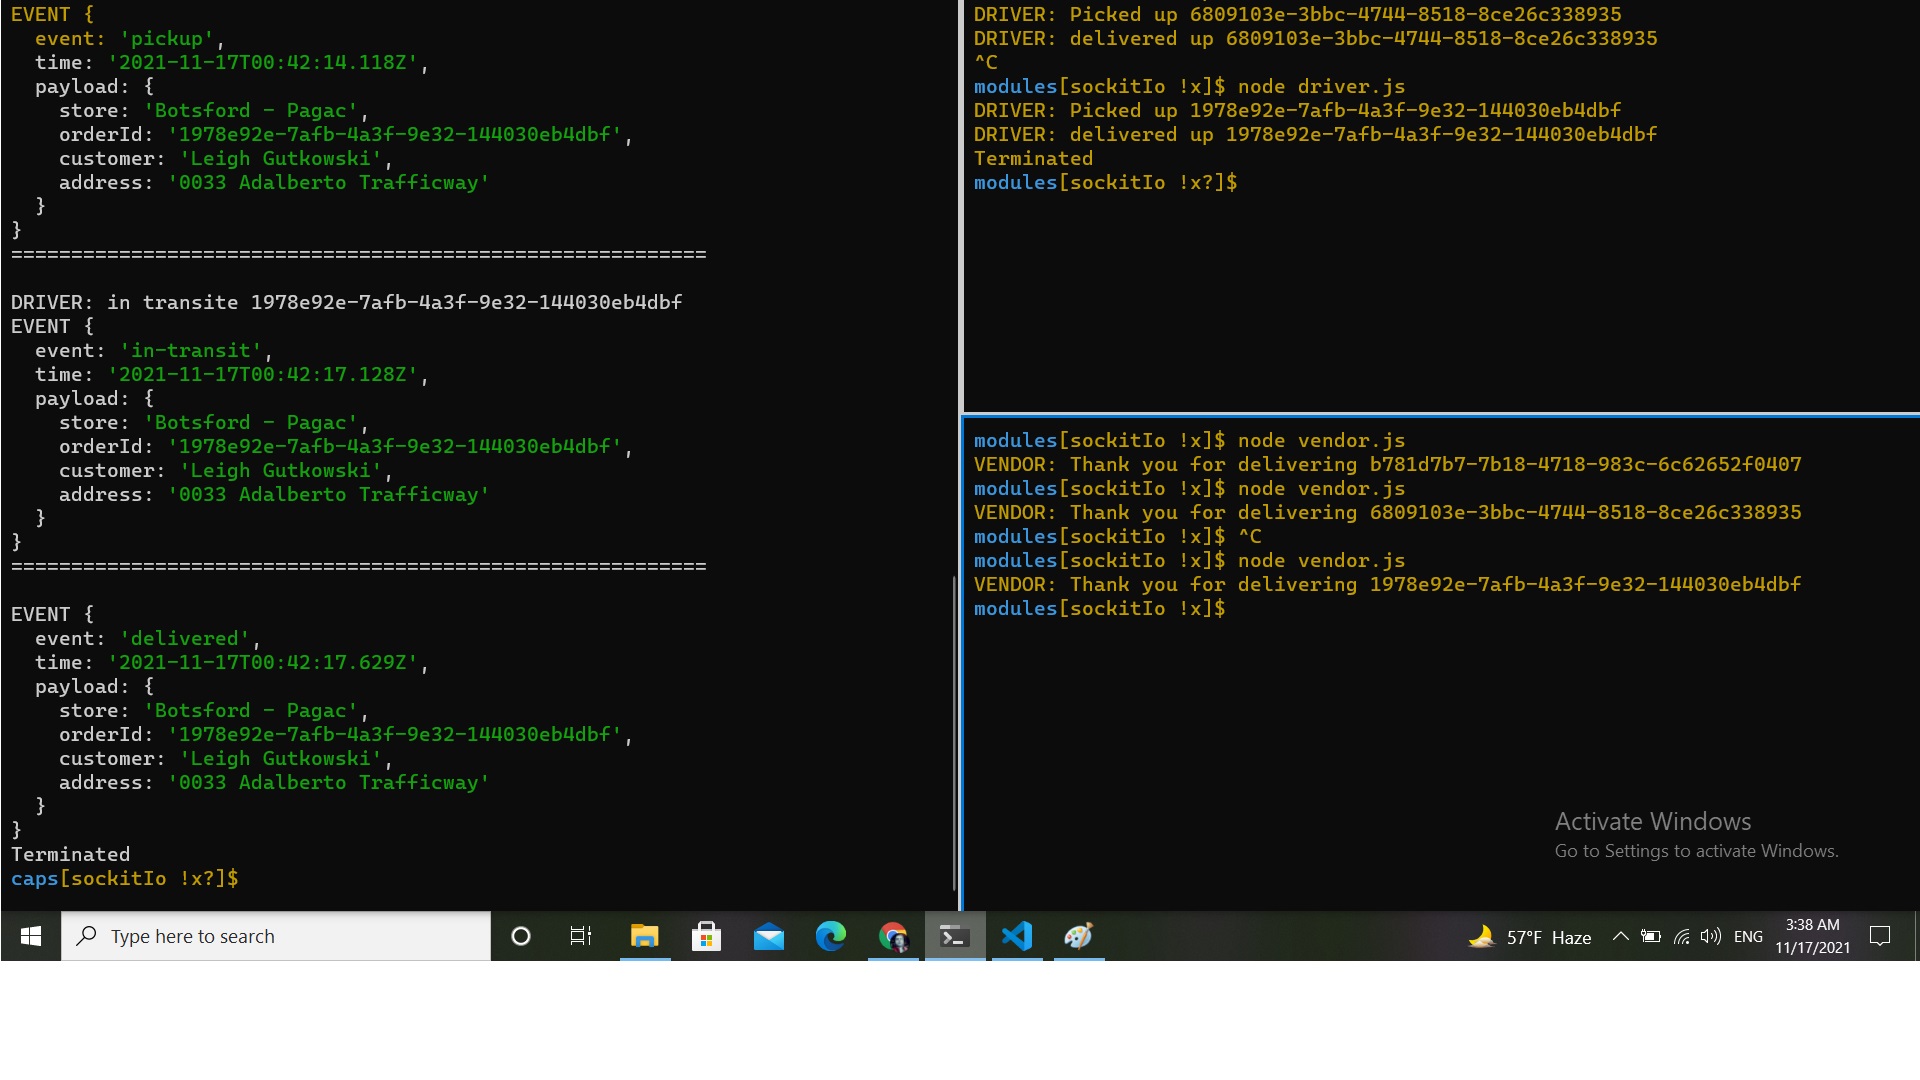 EVENT {
  event: 'pickup',
  time: '2021-11-17T00:42:14.118Z',
  payload: {
    store: 'Botsford - Pagac',
    orderId: '1978e92e-7afb-4a3f-9e32-144030eb4dbf',
    customer: 'Leigh Gutkowski',
    address: '0033 Adalberto Trafficway'
  }
}
==========================================================

DRIVER: in transite 1978e92e-7afb-4a3f-9e32-144030eb4dbf
EVENT {
  event: 'in-transit',
  time: '2021-11-17T00:42:17.128Z',
  payload: {
    store: 'Botsford - Pagac',
    orderId: '1978e92e-7afb-4a3f-9e32-144030eb4dbf',
    customer: 'Leigh Gutkowski',
    address: '0033 Adalberto Trafficway'
  }
}
==========================================================

EVENT {
  event: 'delivered',
  time: '2021-11-17T00:42:17.629Z',
  payload: {
    store: 'Botsford - Pagac',
    orderId: '1978e92e-7afb-4a3f-9e32-144030eb4dbf',
    customer: 'Leigh Gutkowski',
    address: '0033 Adalberto Trafficway'
  }
}
Terminated
caps[sockitIo !x?]$
DRIVER: Picked up 6809103e-3bbc-4744-8518-8ce26c338935
DRIVER: delivered up 6809103e-3bbc-4744-8518-8ce26c338935
^C
modules[sockitIo !x]$ node driver.js
DRIVER: Picked up 1978e92e-7afb-4a3f-9e32-144030eb4dbf
DRIVER: delivered up 1978e92e-7afb-4a3f-9e32-144030eb4dbf
Terminated
modules[sockitIo !x?]$
modules[sockitIo !x]$ node vendor.js
VENDOR: Thank you for delivering b781d7b7-7b18-4718-983c-6c62652f0407
modules[sockitIo !x]$ node vendor.js
VENDOR: Thank you for delivering 6809103e-3bbc-4744-8518-8ce26c338935
modules[sockitIo !x]$ ^C
modules[sockitIo !x]$ node vendor.js
VENDOR: Thank you for delivering 1978e92e-7afb-4a3f-9e32-144030eb4dbf
modules[sockitIo !x]$
Activate Windows
Go to Settings to activate Windows.
Type here to search
57°F Haze
ENG
3:38 AM
11/17/2021